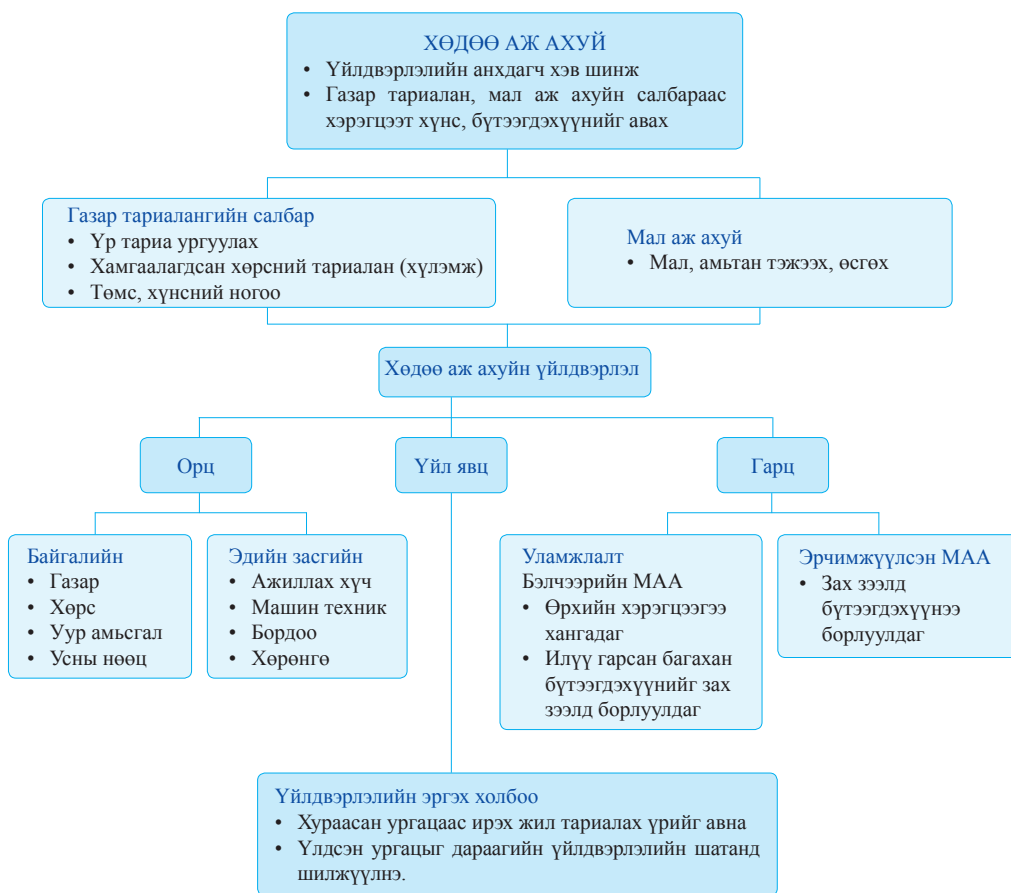 ХӨДӨӨ АЖ АХУЙ
• Үйлдвэрлэлийн анхдагч хэв шинж
• Газар тариалан, мал аж ахуйн салбараас
хэрэгцээт хүнс, бүтээгдэхүүнийг авах
Газар тариалангийн салбар
• Үр тариа ургуулах
• Хамгаалагдсан хөрсний тариалан (хүлэмж)
• Төмс, хүнсний ногоо
Мал аж ахуй
• Мал, амьтан тэжээх, өсгөх
Хөдөө аж ахуйн үйлдвэрлэл
Орц
Үйл явц
Гарц
Байгалийн
• Газар
• Хөрс
• Уур амьсгал
• Усны нөөц
Эдийн засгийн
• Ажиллах хүч
• Машин техник
• Бордоо
• Хөрөнгө
Уламжлалт
Бэлчээрийн МАА
• Өрхийн хэрэгцээгээ
хангадаг
• Илүү гарсан багахан
бүтээгдэхүүнийг зах
зээлд борлуулдаг
Эрчимжүүлсэн МАА
• Зах зээлд
бүтээгдэхүүнээ
борлуулдаг
Үйлдвэрлэлийн эргэх холбоо
• Хураасан ургацаас ирэх жил тариалах үрийг авна
• Үлдсэн ургацыг дараагийн үйлдвэрлэлийн шатанд
шилжүүлнэ.